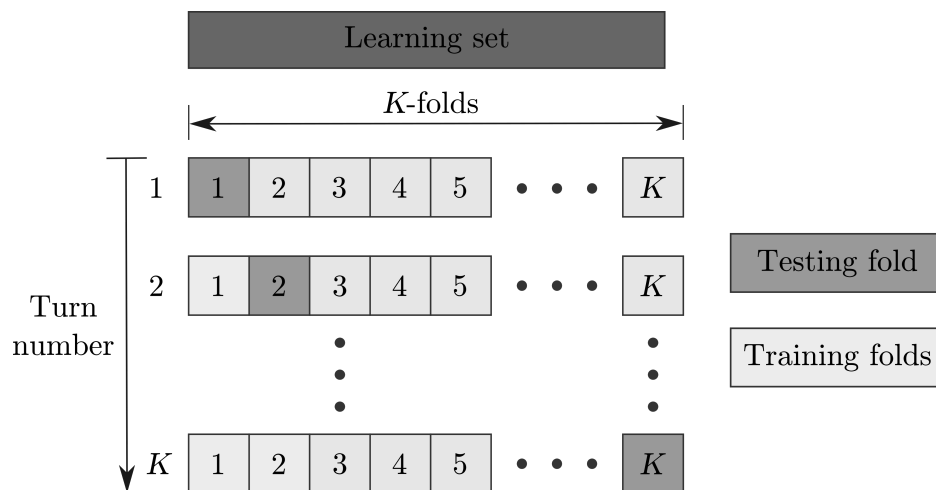 Learning set
K-folds
1 1 2 3 4 5 • • • K
2 1 2 3 4 5 • • • K
Turn
number
K 1 2 3 4 5 • • • K
Testing fold
Training folds